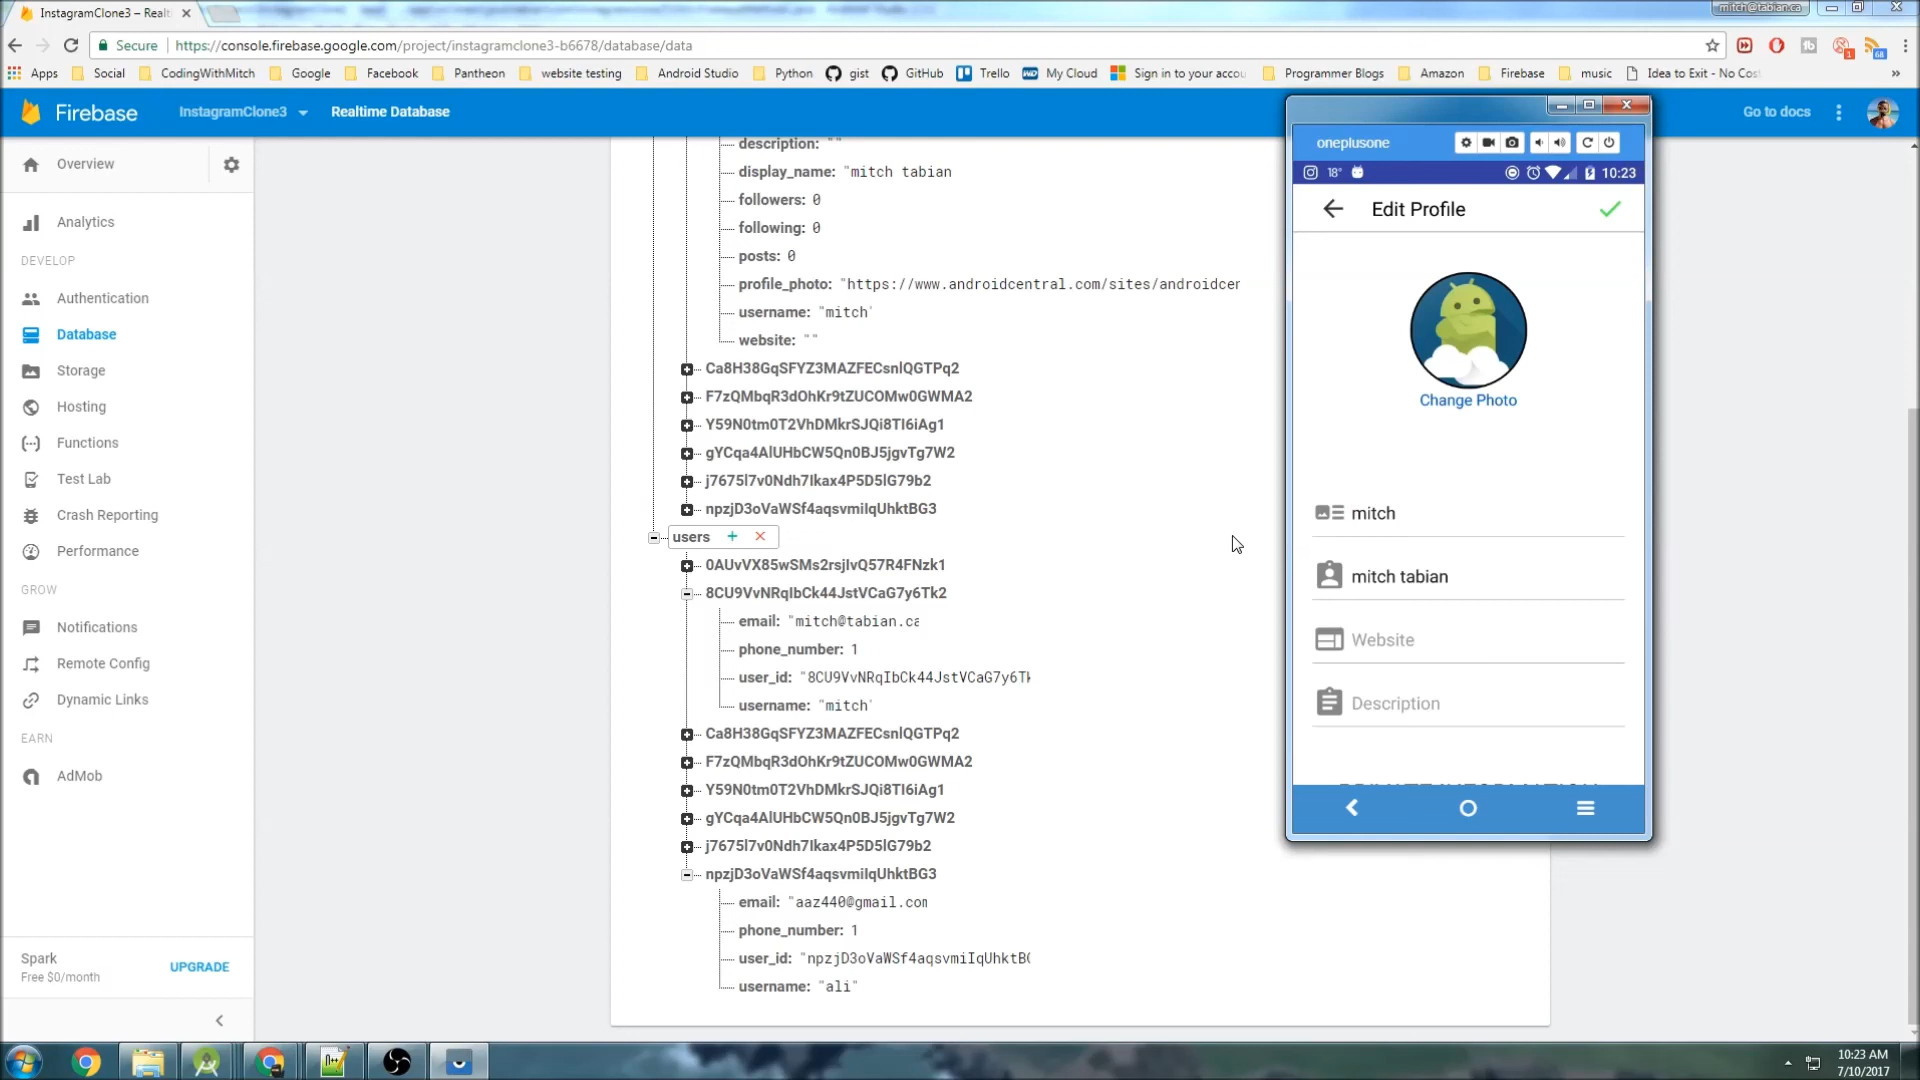 InstagramClone3 – Realt
mitch@tabian.ca
Secure
https://console.firebase.google.com/project/instagramclone3-b6678/database/data
Apps
Social
CodingWithMitch
Google
Facebook
Pantheon
website testing
Android Studio
Python
gist
GitHub
Trello
My Cloud
Sign in to your accou
Programmer Blogs
Amazon
Firebase
music
Idea to Exit - No Cos
»
Firebase
InstagramClone3
Realtime Database
Go to docs
Overview
Analytics
DEVELOP
Authentication
Database
Storage
Hosting
Functions
Test Lab
Crash Reporting
Performance
GROW
Notifications
Remote Config
Dynamic Links
EARN
AdMob
Spark
Free $0/month
UPGRADE
description: ""
display_name: "mitch tabian
followers: 0
following: 0
posts: 0
profile_photo: "https://www.androidcentral.com/sites/androidcer
username: "mitch"
website: ""
Ca8H38GqSFYZ3MAZFECsnlQGTPq2
F7zQMbqR3dOhKr9tZUCOMw0GWMA2
Y59N0tm0T2VhDMkrSJQi8TI6iAg1
gYCqa4AlUHbCW5Qn0BJ5jgvTg7W2
j7675l7v0Ndh7Ikax4P5D5lG79b2
npzjD3oVaWSf4aqsvmiIqUhktBG3
users
0AUvVX85wSMs2rsjIvQ57R4FNzk1
8CU9VvNRqIbCk44JstVCaG7y6Tk2
email: "mitch@tabian.ca
phone_number: 1
user_id: "8CU9VvNRqIbCk44JstVCaG7y6Tk
username: "mitch"
Ca8H38GqSFYZ3MAZFECsnlQGTPq2
F7zQMbqR3dOhKr9tZUCOMw0GWMA2
Y59N0tm0T2VhDMkrSJQi8TI6iAg1
gYCqa4AlUHbCW5Qn0BJ5jgvTg7W2
j7675l7v0Ndh7Ikax4P5D5lG79b2
npzjD3oVaWSf4aqsvmiIqUhktBG3
email: "aaz440@gmail.com
phone_number: 1
user_id: "npzjD3oVaWSf4aqsvmiIqUhktBG
username: "ali"
oneplusone
18°
10:23
Edit Profile
Change Photo
mitch
mitch tabian
Website
Description
10:23 AM
7/10/2017